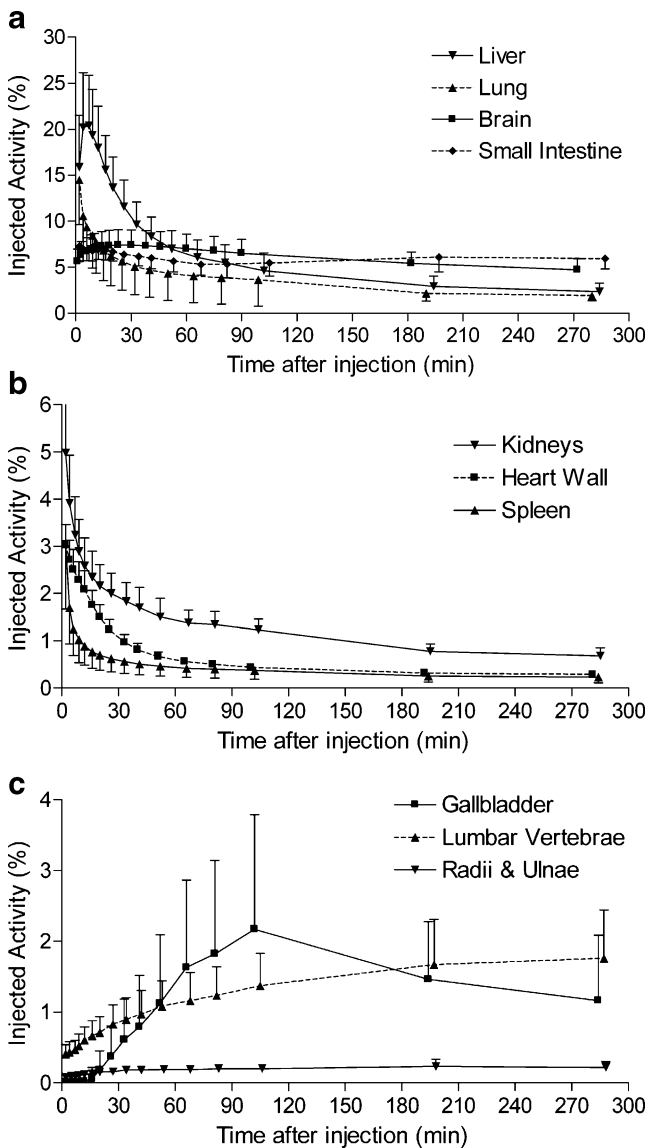 a
30
25
20
15
10
5
0
Injected Activity (%)
Liver
Lung
Brain
Small Intestine
0 30 60 90 120 150 180 210 240 270 300
Time after injection (min)
b
6
5
4
3
2
1
0
Injected Activity (%)
Kidneys
Heart Wall
Spleen
0 30 60 90 120 150 180 210 240 270 300
Time after injection (min)
c
4
3
2
1
0
Injected Activity (%)
Gallbladder
Lumbar Vertebrae
Radii & Ulnae
0 30 60 90 120 150 180 210 240 270 300
Time after injection (min)